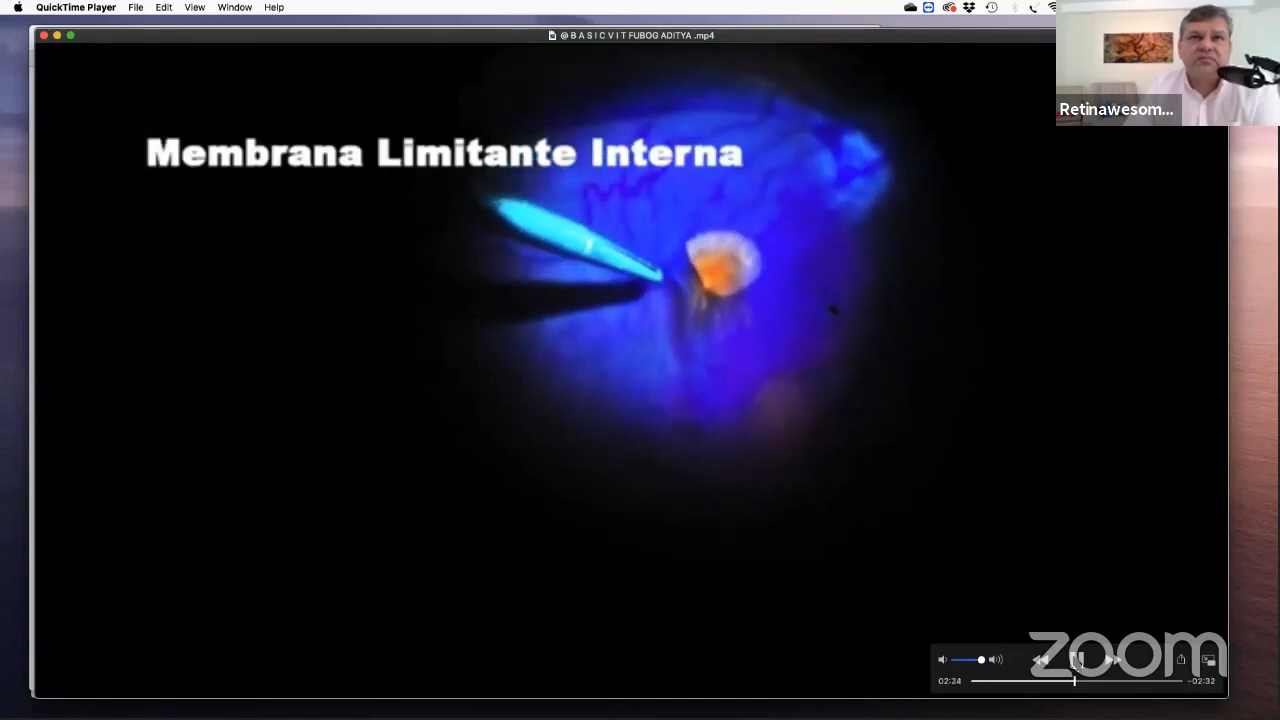 QuickTime Player File Edit View Window Help
@ B A S I C V I T FUBOG ADITYA .mp4
Retinawesom...
Membrana Limitante Interna
zoom
02:24
-02:32